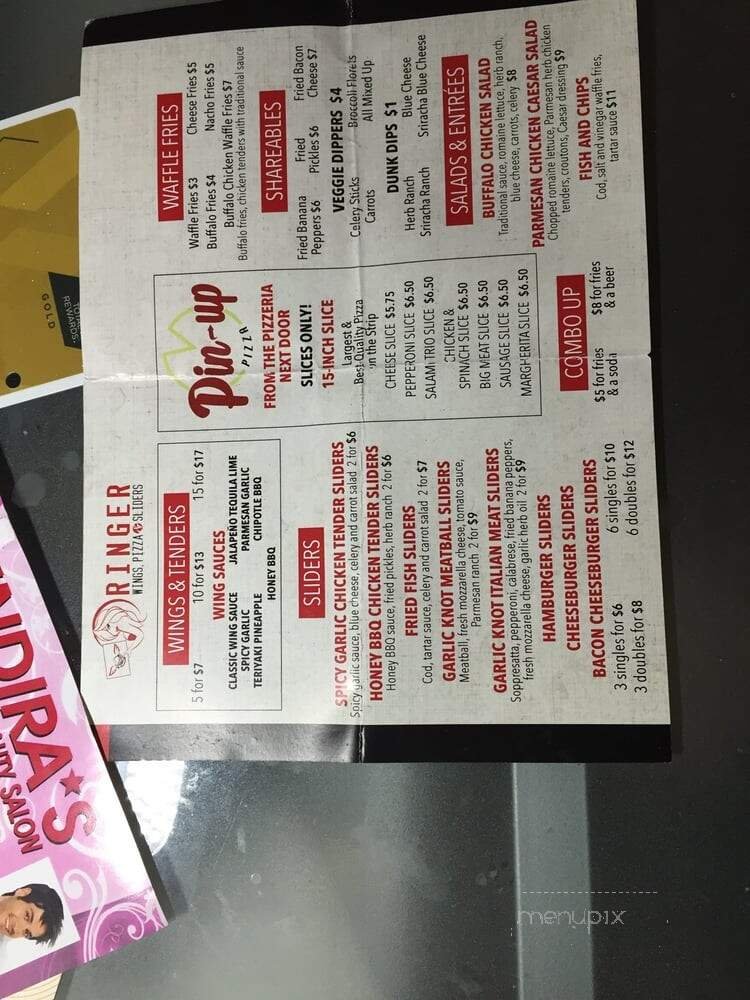 RINGER
WINGS, PIZZA & SLIDERS
WINGS & TENDERS
5 for $7 10 for $13 15 for $17
WING SAUCES
CLASSIC WING SAUCE JALAPEÑO TEQUILA LIME
SPICY GARLIC PARMESAN GARLIC
TERIYAKI PINEAPPLE CHIPOTLE BBQ
HONEY BBQ
SLIDERS
SPICY GARLIC CHICKEN TENDER SLIDERS
Spicy garlic sauce, blue cheese, celery and carrot salad 2 for $6
HONEY BBQ CHICKEN TENDER SLIDERS
Honey BBQ sauce, fried pickles, herb ranch 2 for $6
FRIED FISH SLIDERS
Cod, tartar sauce, celery and carrot salad 2 for $7
GARLIC KNOT MEATBALL SLIDERS
Meatball, fresh mozzarella cheese, tomato sauce,
Parmesan ranch 2 for $9
GARLIC KNOT ITALIAN MEAT SLIDERS
Soppresatta, pepperoni, calabrese, fried banana peppers,
fresh mozzarella cheese, garlic herb oil 2 for $9
HAMBURGER SLIDERS
CHEESEBURGER SLIDERS
BACON CHEESEBURGER SLIDERS
3 singles for $6 6 singles for $10
3 doubles for $8 6 doubles for $12
Pin-up
PIZZA
FROM THE PIZZERIA
NEXT DOOR
SLICES ONLY!
15-INCH SLICE
Largest &
Best Quality Pizza
on the Strip
CHEESE SLICE $5.75
PEPPERONI SLICE $6.50
SALAMI TRIO SLICE $6.50
CHICKEN &
SPINACH SLICE $6.50
BIG MEAT SLICE $6.50
SAUSAGE SLICE $6.50
MARGHERITA SLICE $6.50
COMBO UP
$5 for fries $8 for fries
& a soda & a beer
WAFFLE FRIES
Waffle Fries $3 Cheese Fries $5
Buffalo Fries $4 Nacho Fries $5
Buffalo Chicken Waffle Fries $7
Buffalo fries, chicken tenders with traditional sauce
SHAREABLES
Fried Banana Fried Fried Bacon
Peppers $6 Pickles $6 Cheese $7
VEGGIE DIPPERS $4
Celery Sticks Broccoli Florets
Carrots All Mixed Up
DUNK DIPS $1
Herb Ranch Blue Cheese
Sriracha Ranch Sriracha Blue Cheese
SALADS & ENTRÉES
BUFFALO CHICKEN SALAD
Traditional sauce, romaine lettuce, herb ranch,
blue cheese, carrots, celery $8
PARMESAN CHICKEN CAESAR SALAD
Chopped romaine lettuce, Parmesan herb chicken
tenders, croutons, Caesar dressing $9
FISH AND CHIPS
Cod, salt and vinegar waffle fries,
tartar sauce $11
REWARDS.
GOLD
NDIRA'S
UTY SALON
menupix